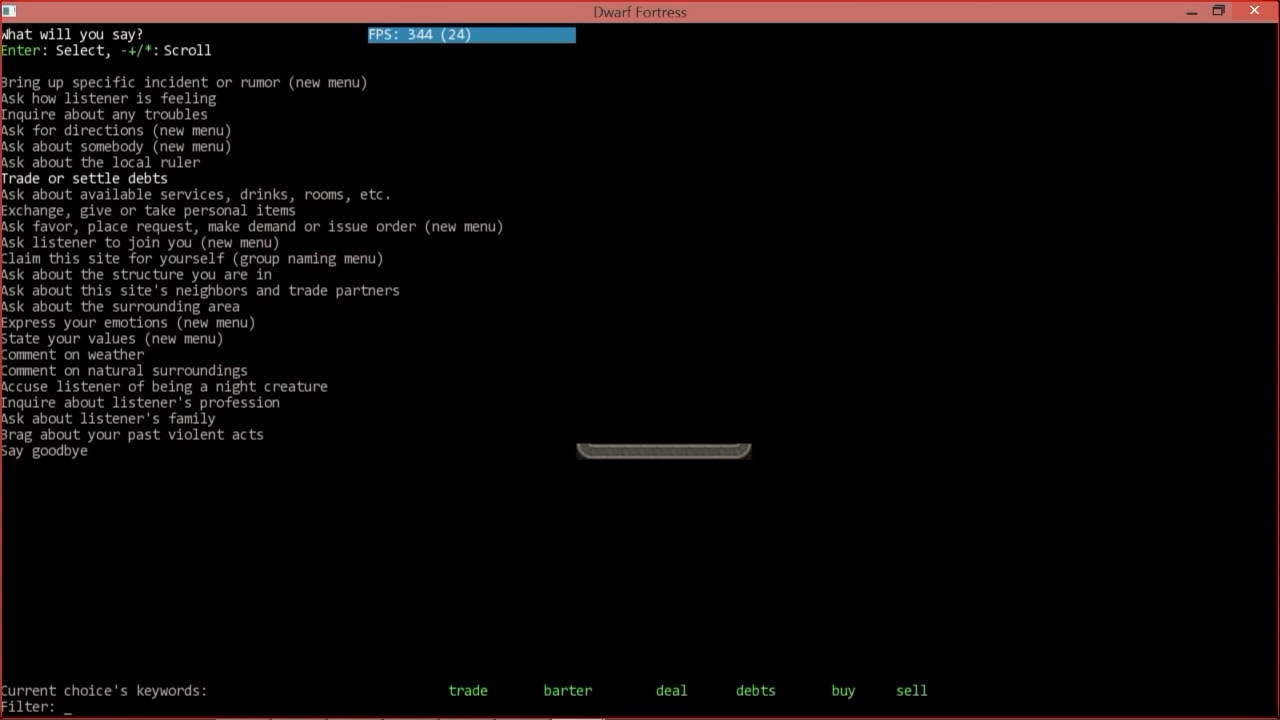 Dwarf Fortress
What will you say?
FPS: 344 (24)
Enter: Select, -+/*: Scroll
Bring up specific incident or rumor (new menu)
Ask how listener is feeling
Inquire about any troubles
Ask for directions (new menu)
Ask about somebody (new menu)
Ask about the local ruler
Trade or settle debts
Ask about available services, drinks, rooms, etc.
Exchange, give or take personal items
Ask favor, place request, make demand or issue order (new menu)
Ask listener to join you (new menu)
Claim this site for yourself (group naming menu)
Ask about the structure you are in
Ask about this site's neighbors and trade partners
Ask about the surrounding area
Express your emotions (new menu)
State your values (new menu)
Comment on weather
Comment on natural surroundings
Accuse listener of being a night creature
Inquire about listener's profession
Ask about listener's family
Brag about your past violent acts
Say goodbye
Current choice's keywords: trade barter deal debts buy sell
Filter: _